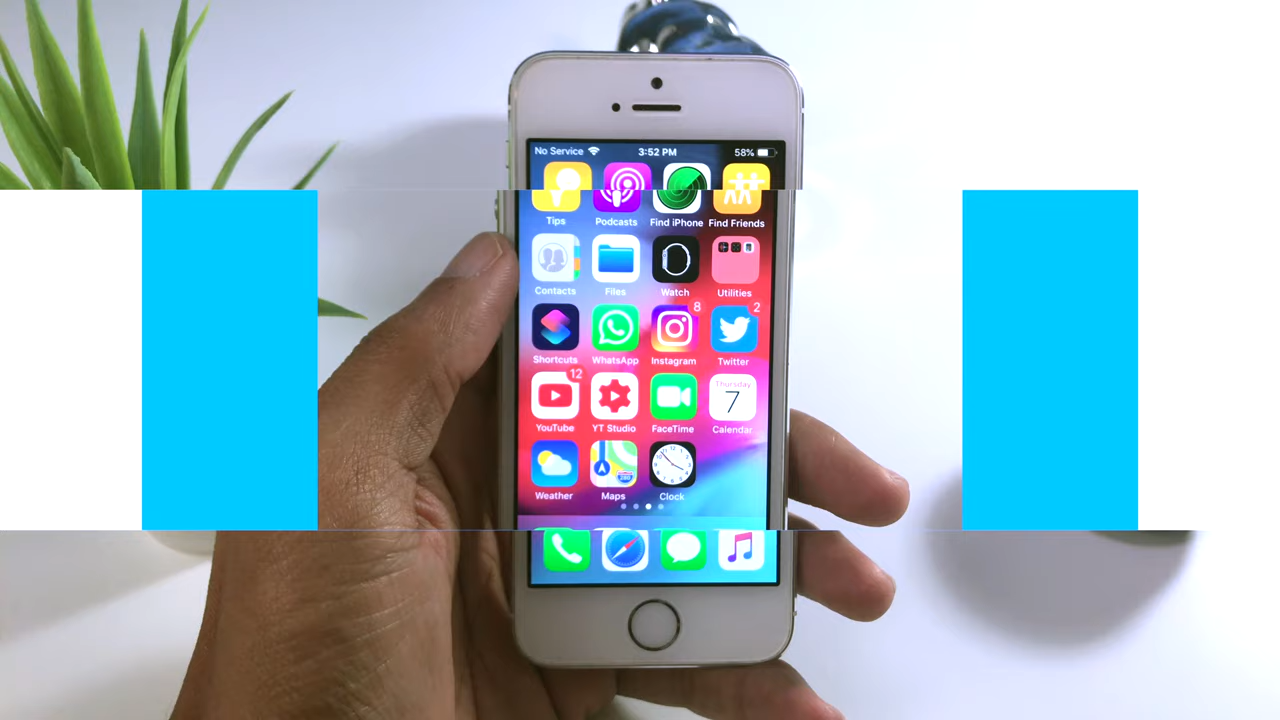 No Service 3:52 PM 58%
Tips Podcasts Find iPhone Find Friends
Contacts Files Watch Utilities
8 2
Shortcuts WhatsApp Instagram Twitter
12 Thursday
7
YouTube YT Studio FaceTime Calendar
280
Weather Maps Clock